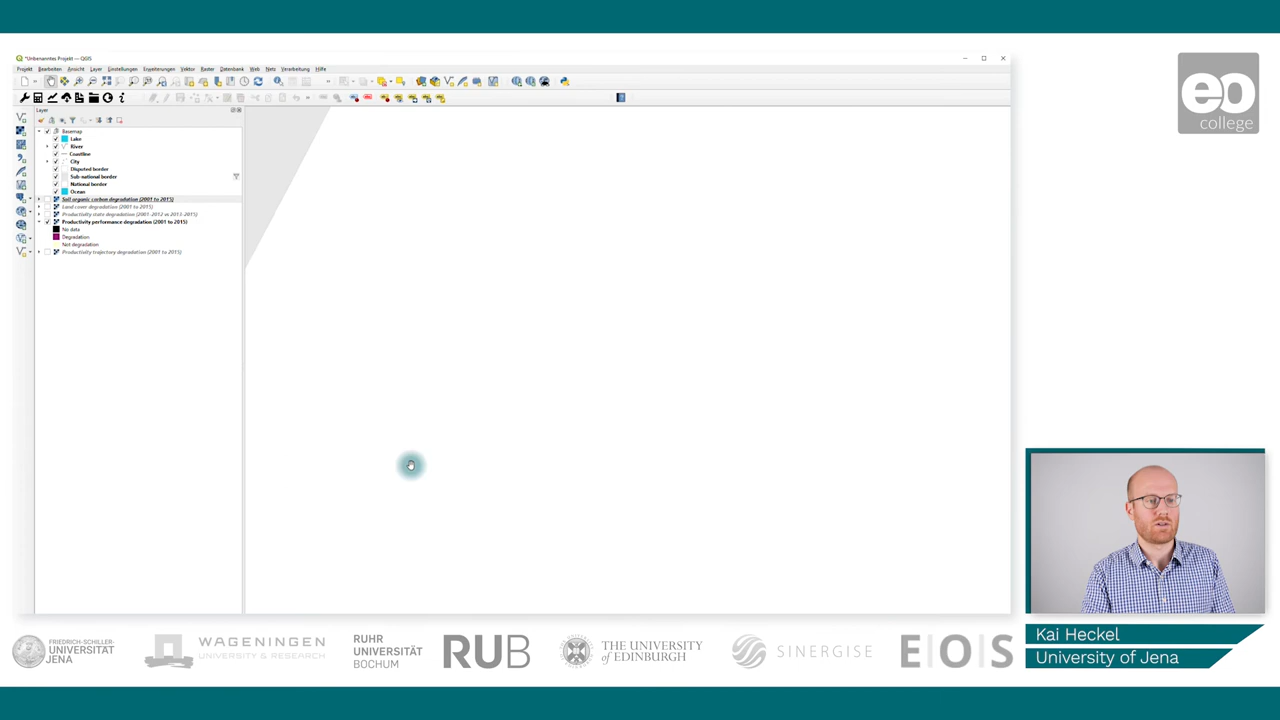 *Unbenanntes Projekt — QGIS
Projekt Bearbeiten Ansicht Layer Einstellungen Erweiterungen Vektor Raster Datenbank Web Netz Verarbeitung Hilfe
Layer
Basemap
Lake
River
Coastline
City
Disputed border
Sub-national border
National border
Ocean
Soil organic carbon degradation (2001 to 2015)
Land cover degradation (2001 to 2015)
Productivity state degradation (2001-2012 vs 2013-2015)
Productivity performance degradation (2001 to 2015)
No data
Degradation
Not degradation
Productivity trajectory degradation (2001 to 2015)
eo
college
Kai Heckel
University of Jena
FRIEDRICH-SCHILLER-
UNIVERSITÄT
JENA
WAGENINGEN
UNIVERSITY & RESEARCH
RUHR
UNIVERSITÄT
BOCHUM
RUB
THE UNIVERSITY
of EDINBURGH
SINERGISE
E|O|S